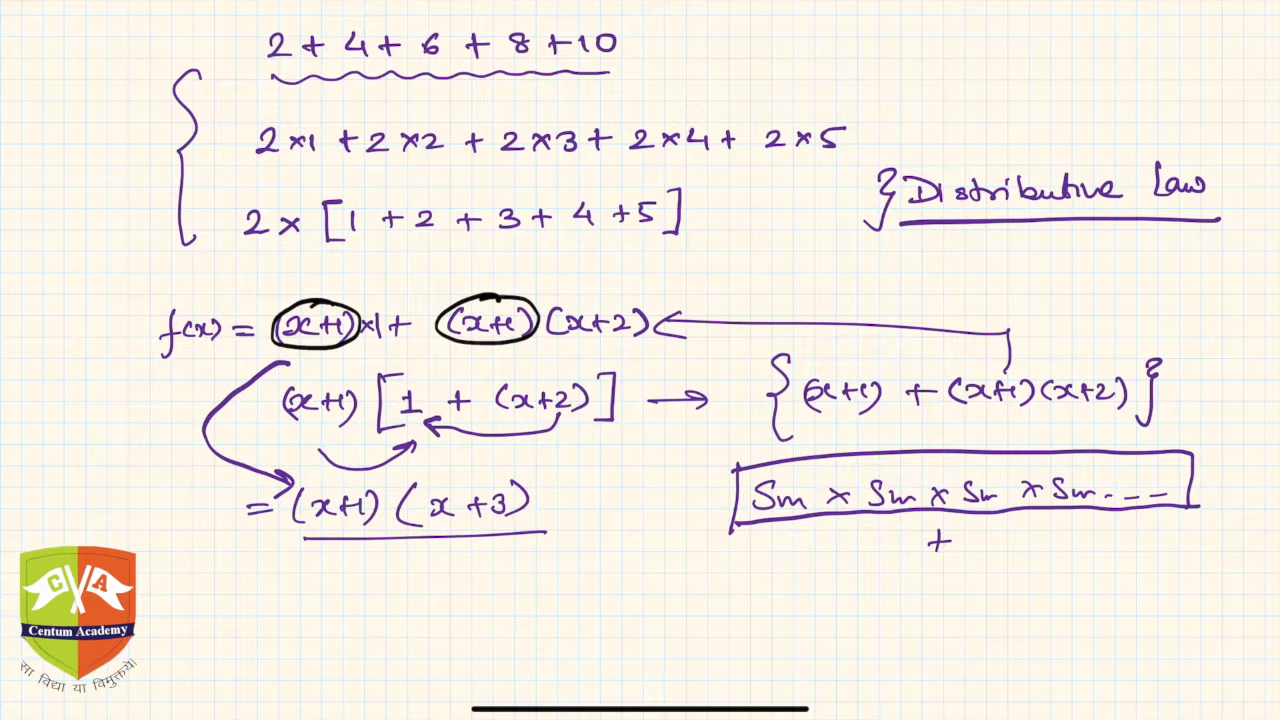 2 + 4 + 6 + 8 + 10
2 × 1 + 2 × 2 + 2 × 3 + 2 × 4 + 2 × 5
2 × [1 + 2 + 3 + 4 + 5]
} Distributive Law
f(x) = (x+1)×1 + (x+1) (x+2)
(x+1) [1 + (x+2)] → {(x+1) + (x+1)(x+2)}
= (x+1) (x+3)
Sm × Sm × Sm × Sm . - - -
+
C A
Centum Academy
सा विद्या या विमुक्तये।